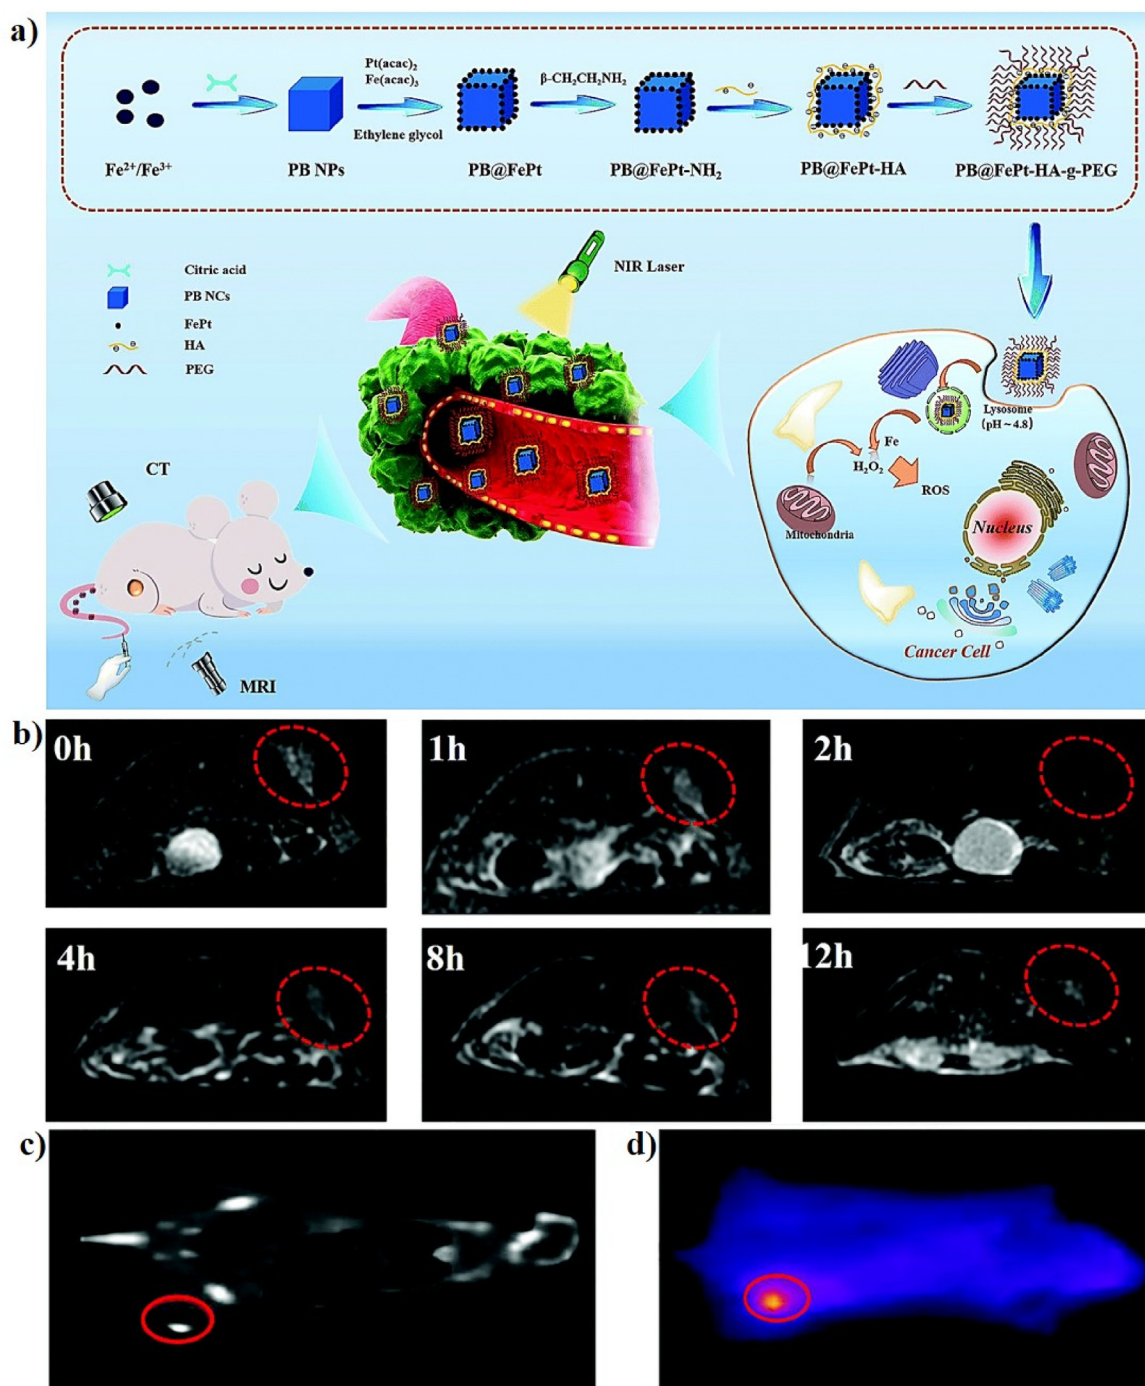 a)
Pt(acac)₂
Fe(acac)₃
Ethylene glycol
β-CH₂CH₂NH₂
Fe²⁺/Fe³⁺
PB NPs
PB@FePt
PB@FePt-NH₂
PB@FePt-HA
PB@FePt-HA-g-PEG
Citric acid
PB NCs
FePt
HA
PEG
NIR Laser
CT
MRI
Lysosome
(pH~4.8)
Fe
H₂O₂
ROS
Mitochondria
Nucleus
Cancer Cell
b)
0h
1h
2h
4h
8h
12h
c)
d)